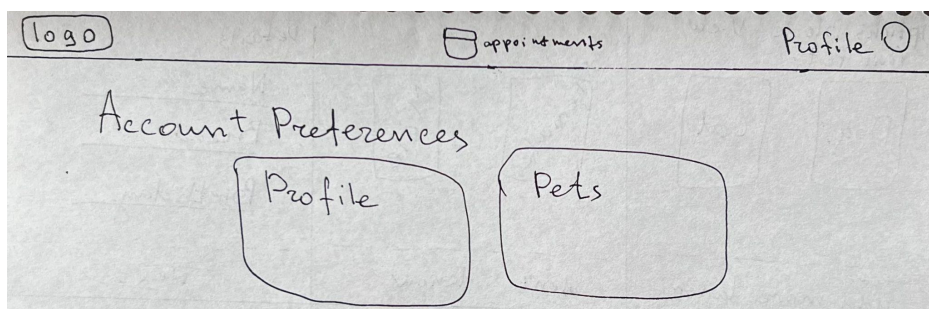 logo
appointments
Profile
Account Preferences
Profile
Pets